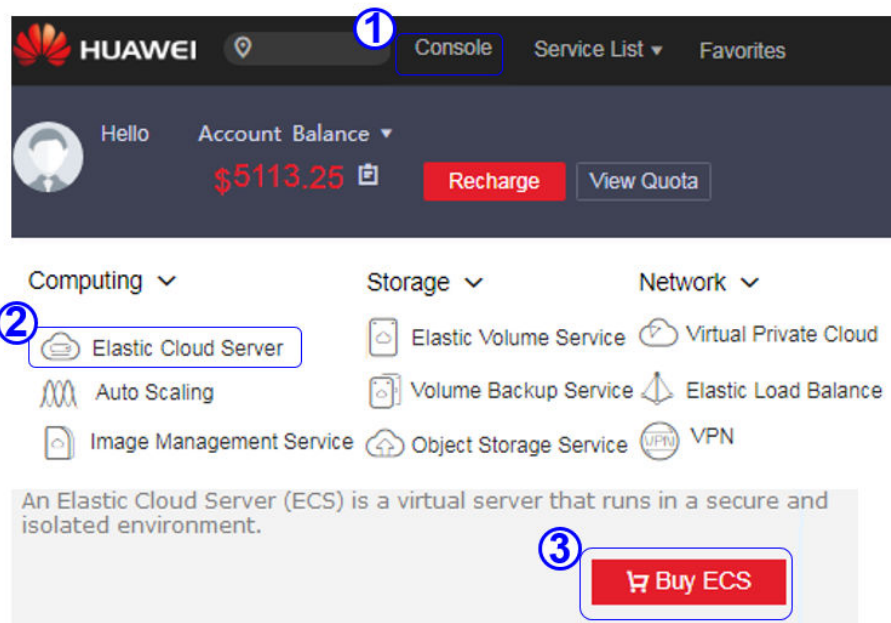 ① Console Service List Favorites
HUAWEI
Hello Account Balance
$5113.25 Recharge View Quota
Computing Storage Network
② Elastic Cloud Server Elastic Volume Service Virtual Private Cloud
Auto Scaling Volume Backup Service Elastic Load Balance
Image Management Service Object Storage Service VPN VPN
An Elastic Cloud Server (ECS) is a virtual server that runs in a secure and
isolated environment.
③ Buy ECS